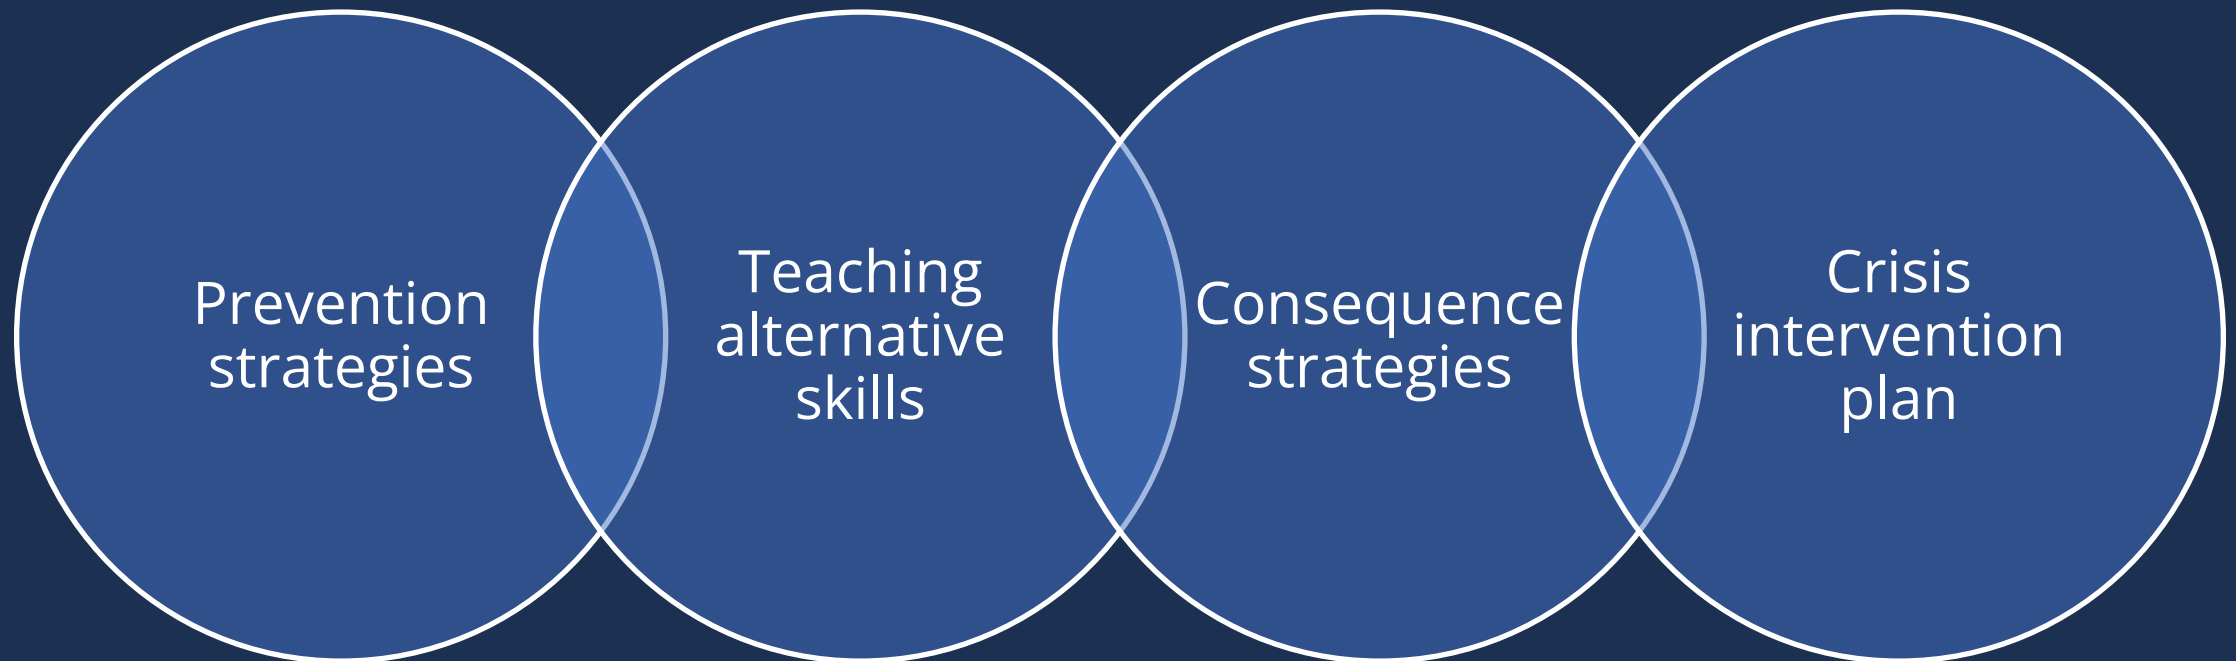 Prevention
strategies
Teaching
alternative
skills
Consequence
strategies
Crisis
intervention
plan